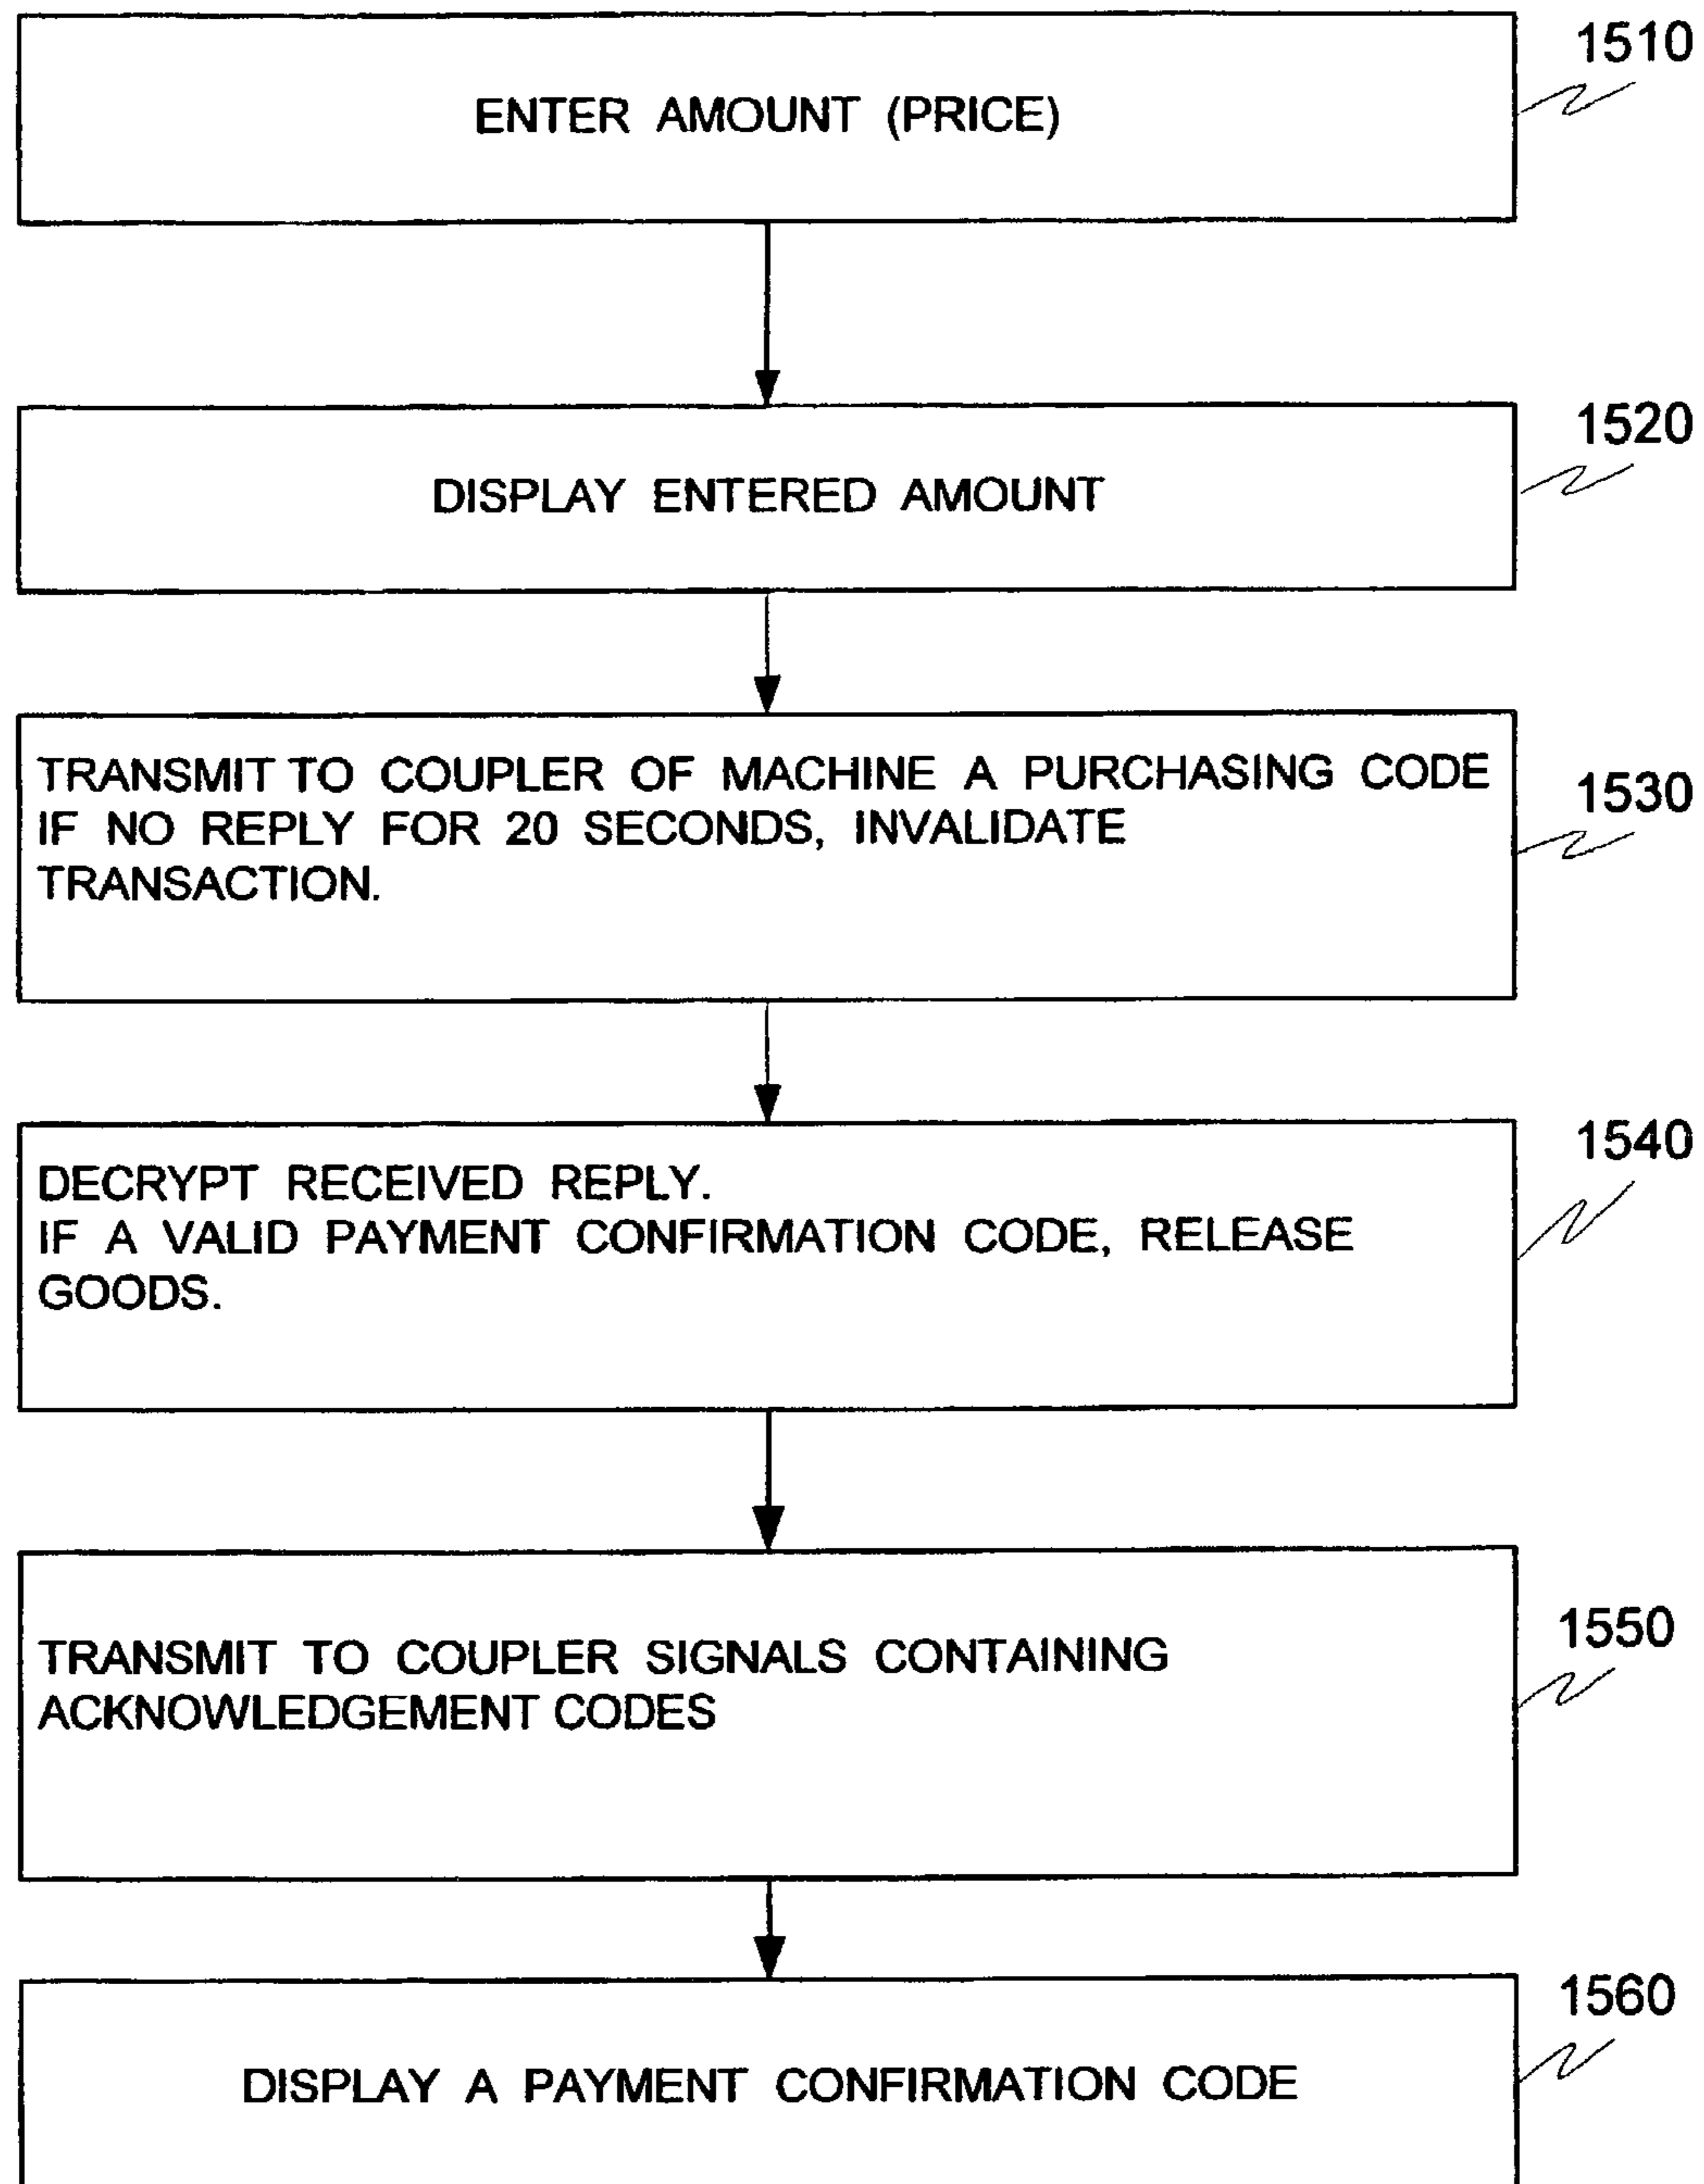 1510
ENTER AMOUNT (PRICE)
1520
DISPLAY ENTERED AMOUNT
TRANSMIT TO COUPLER OF MACHINE A PURCHASING CODE
1530
IF NO REPLY FOR 20 SECONDS, INVALIDATE
TRANSACTION.
1540
DECRYPT RECEIVED REPLY.
IF A VALID PAYMENT CONFIRMATION CODE, RELEASE
GOODS.
1550
TRANSMIT TO COUPLER SIGNALS CONTAINING
ACKNOWLEDGEMENT CODES
1560
DISPLAY A PAYMENT CONFIRMATION CODE